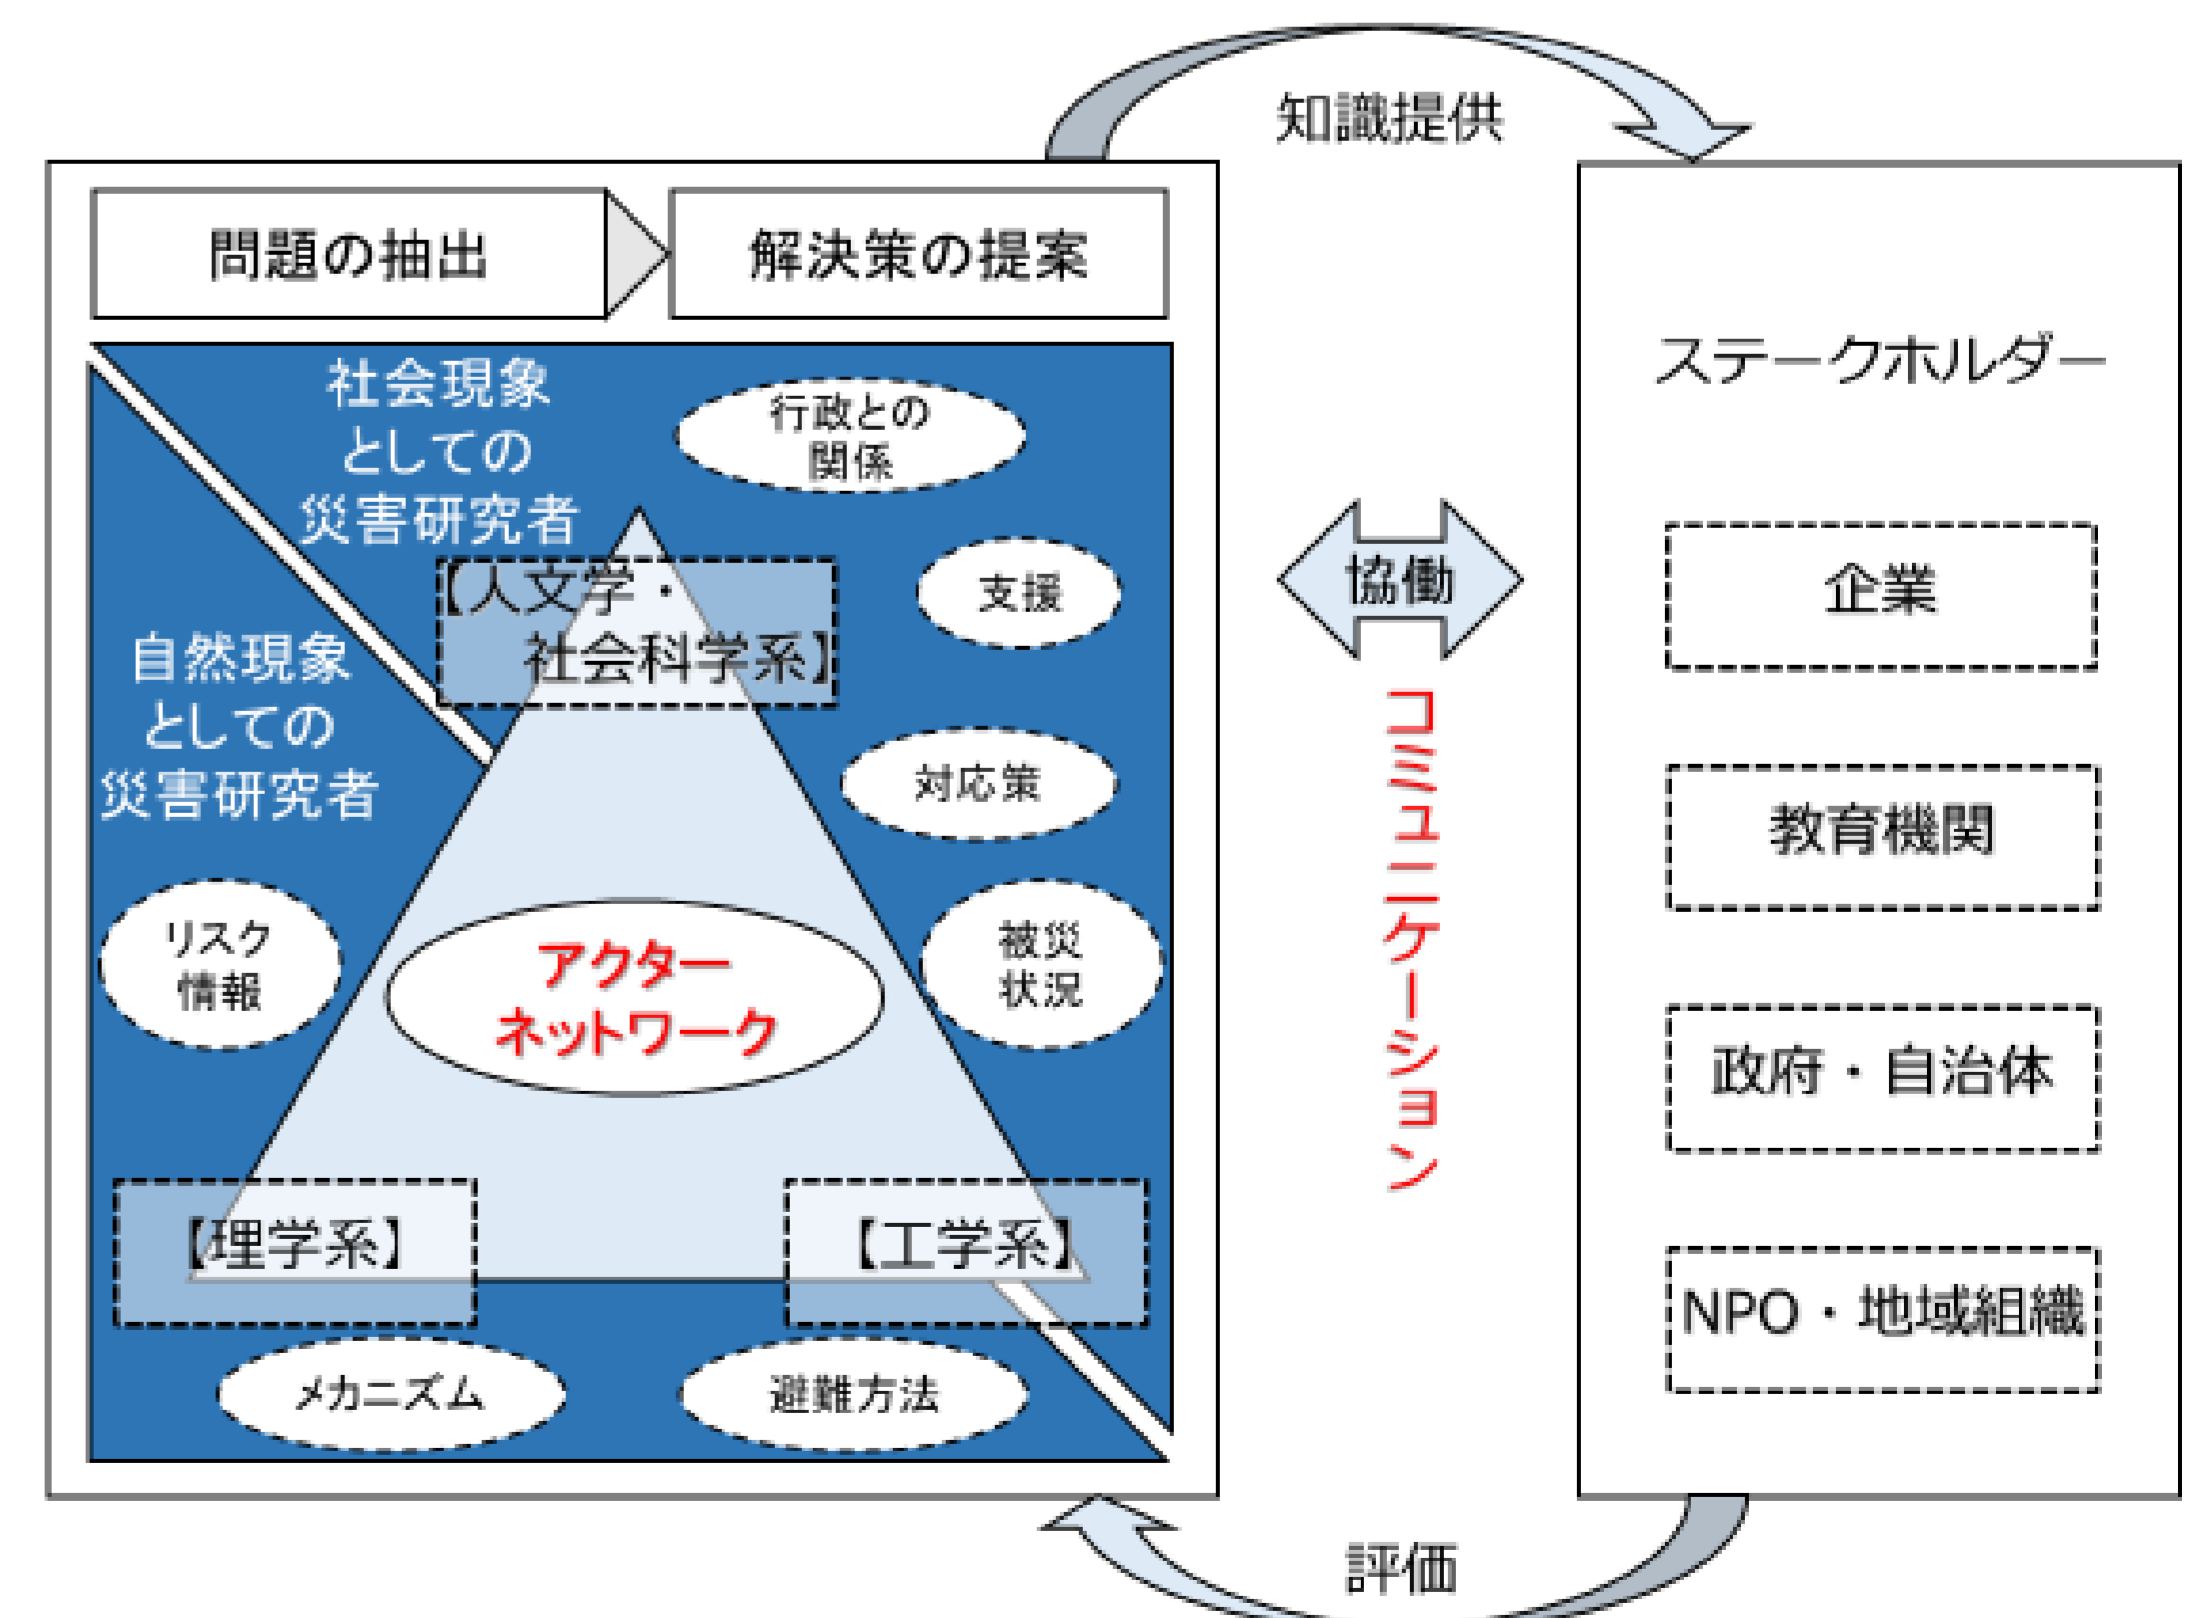 知識提供
問題の抽出
解決策の提案
社会現象
としての
災害研究者
行政との
関係
支援
【人文学・
社会科学系】
自然現象
としての
災害研究者
対応策
リスク
情報
アクター
ネットワーク
被災
状況
【理学系】
【工学系】
メカニズム
避難方法
協働
コミュニケーション
ステークホルダー
企業
教育機関
政府・自治体
NPO・地域組織
評価